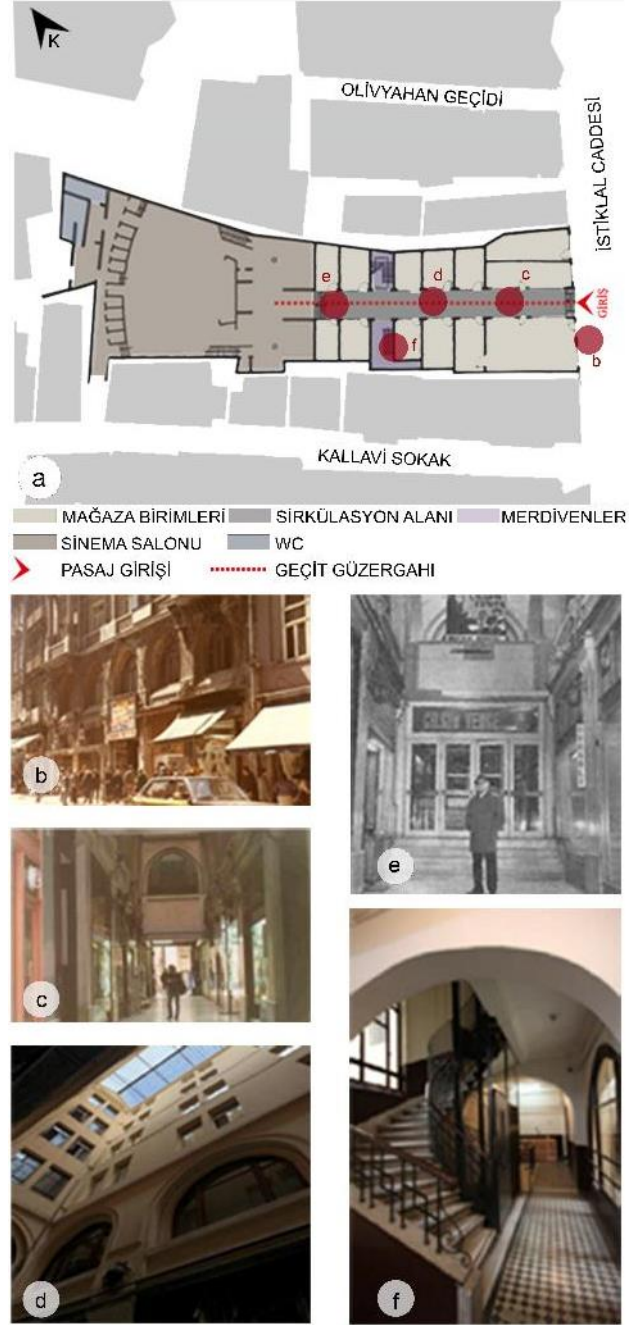 K
OLİVYAHAN GEÇİDİ
İSTİKLAL CADDESİ
e
d
c
GİRİŞ
f
b
KALLAVİ SOKAK
a
MAĞAZA BİRİMLERİ SİRKÜLASYON ALANI MERDİVENLER
SİNEMA SALONU WC
PASAJ GİRİŞİ GEÇİT GÜZERGAHI
b
e
c
d
f